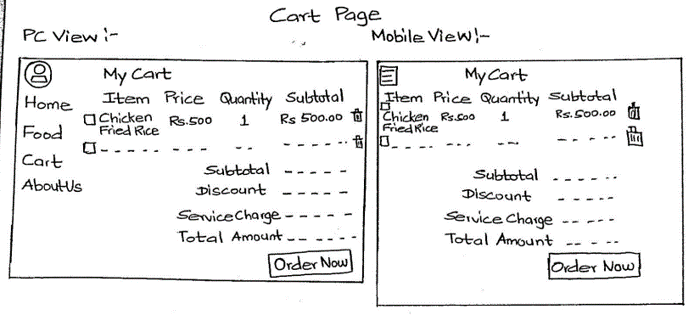 Cart Page
PC View :-
Mobile View :-
My Cart
Home
Food
Cart
About Us
Item Price Quantity Subtotal
Chicken Fried Rice Rs.500 1 Rs 500.00
Subtotal - - - - -
Discount - - - - -
Service Charge - - - - -
Total Amount - - - - -
Order Now
My Cart
Item Price Quantity Subtotal
Chicken Fried Rice Rs.500 1 Rs.500.00
Subtotal - - - - -
Discount - - - - -
Service Charge - - - - -
Total Amount - - - - -
Order Now